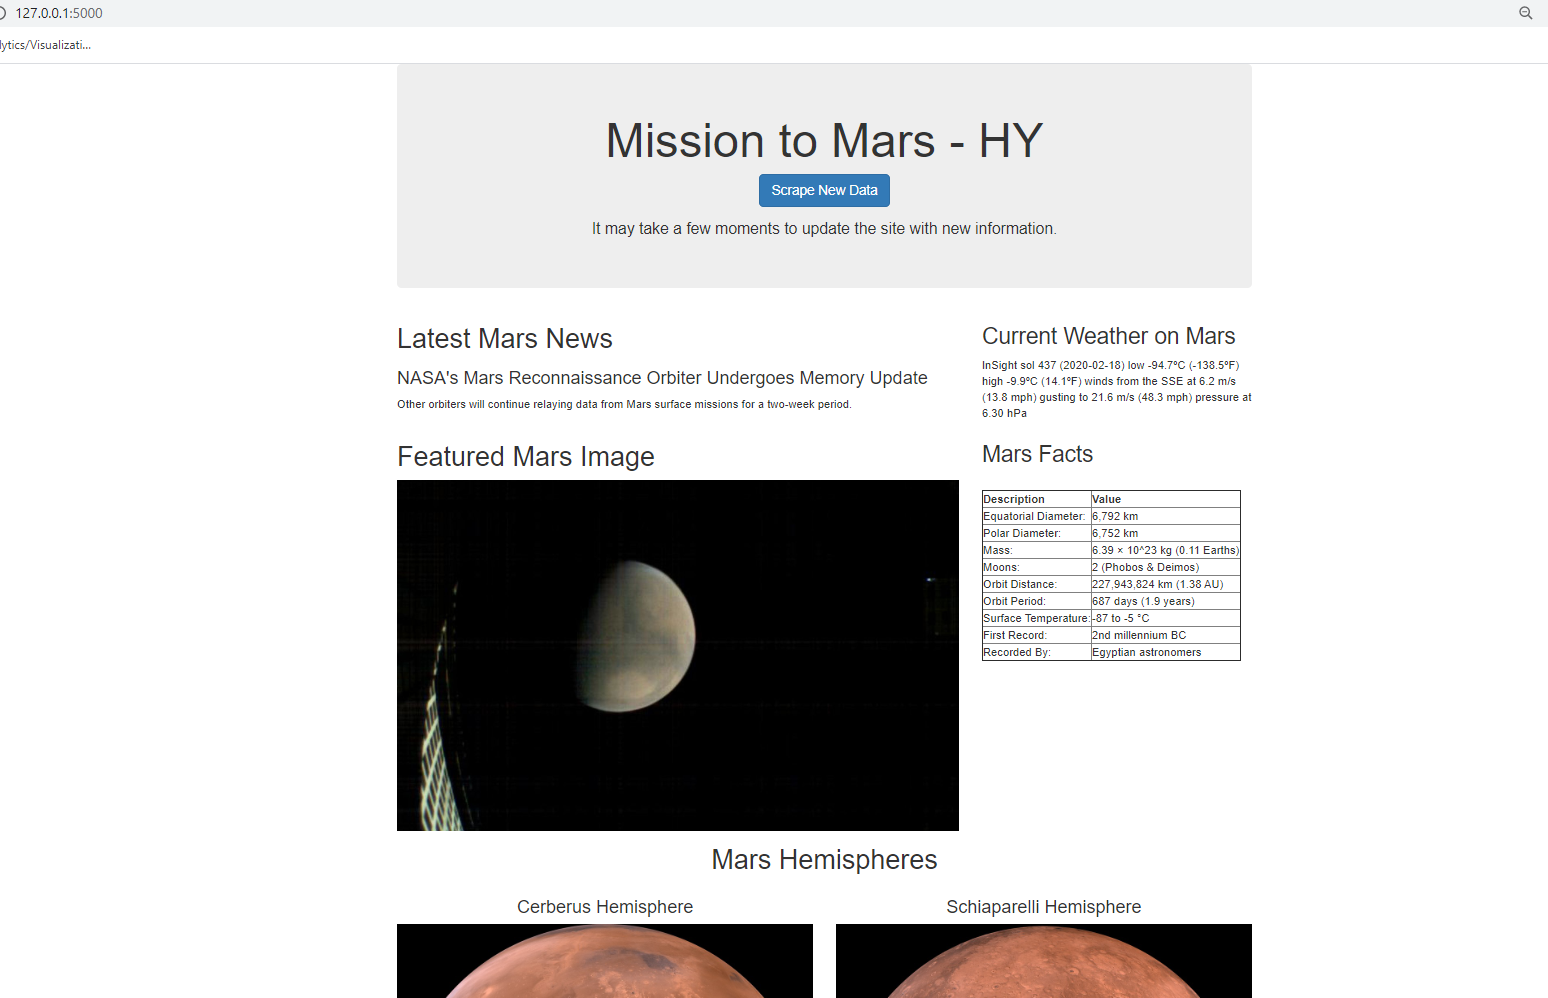 127.0.0.1:5000
lytics/Visualizati...
Mission to Mars - HY
Scrape New Data
It may take a few moments to update the site with new information.
Latest Mars News
NASA's Mars Reconnaissance Orbiter Undergoes Memory Update
Other orbiters will continue relaying data from Mars surface missions for a two-week period.
Featured Mars Image
Current Weather on Mars
InSight sol 437 (2020-02-18) low -94.7ºC (-138.5ºF)
high -9.9ºC (14.1ºF) winds from the SSE at 6.2 m/s
(13.8 mph) gusting to 21.6 m/s (48.3 mph) pressure at
6.30 hPa
Mars Facts
Description Value
Equatorial Diameter: 6,792 km
Polar Diameter: 6,752 km
Mass: 6.39 × 10^23 kg (0.11 Earths)
Moons: 2 (Phobos & Deimos)
Orbit Distance: 227,943,824 km (1.38 AU)
Orbit Period: 687 days (1.9 years)
Surface Temperature: -87 to -5 °C
First Record: 2nd millennium BC
Recorded By: Egyptian astronomers
Mars Hemispheres
Cerberus Hemisphere
Schiaparelli Hemisphere